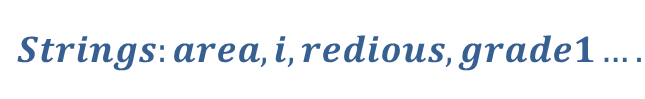 Strings: area, i, redious, grade1 ... .